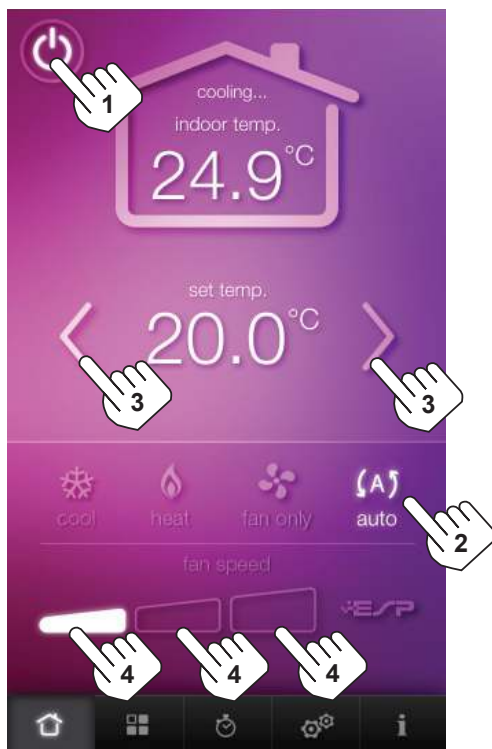 1
cooling...
indoor temp.
24.9°C
set temp.
20.0°C
3
3
cool
heat
fan only
(A)
auto
2
fan speed
ESP
4
4
4
i